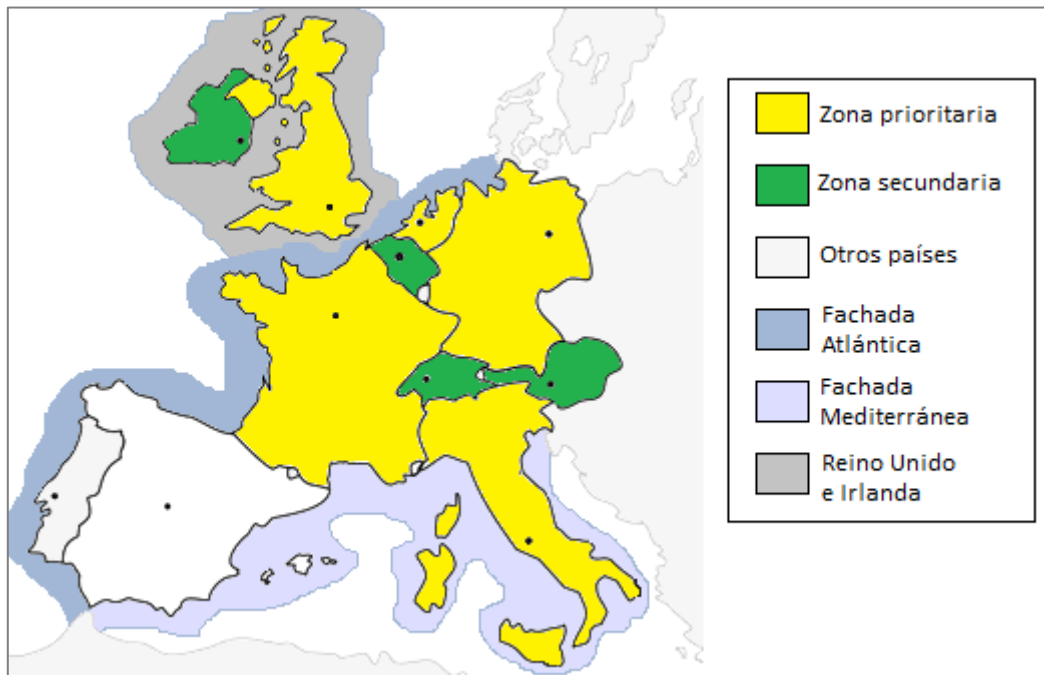 Zona prioritaria
Zona secundaria
Otros países
Fachada
Atlántica
Fachada
Mediterránea
Reino Unido
e Irlanda